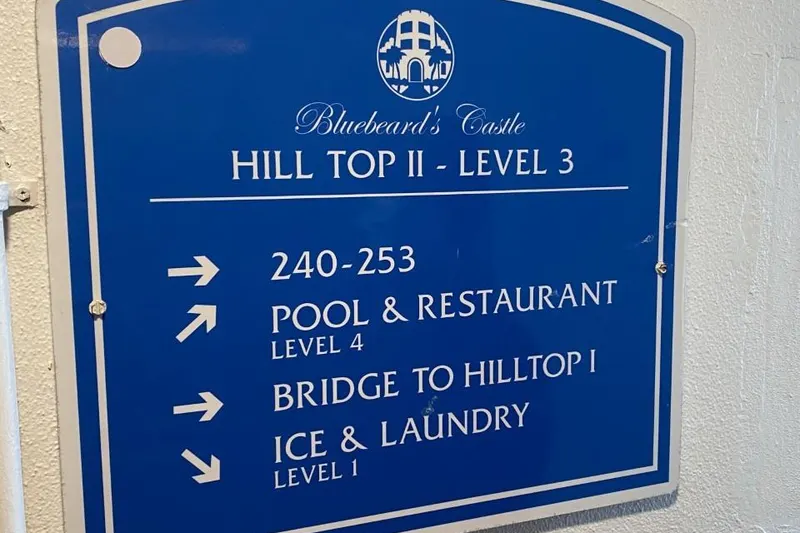 Bluebeard's Castle
HILL TOP II - LEVEL 3
240-253
POOL & RESTAURANT
LEVEL 4
BRIDGE TO HILLTOP I
ICE & LAUNDRY
LEVEL 1